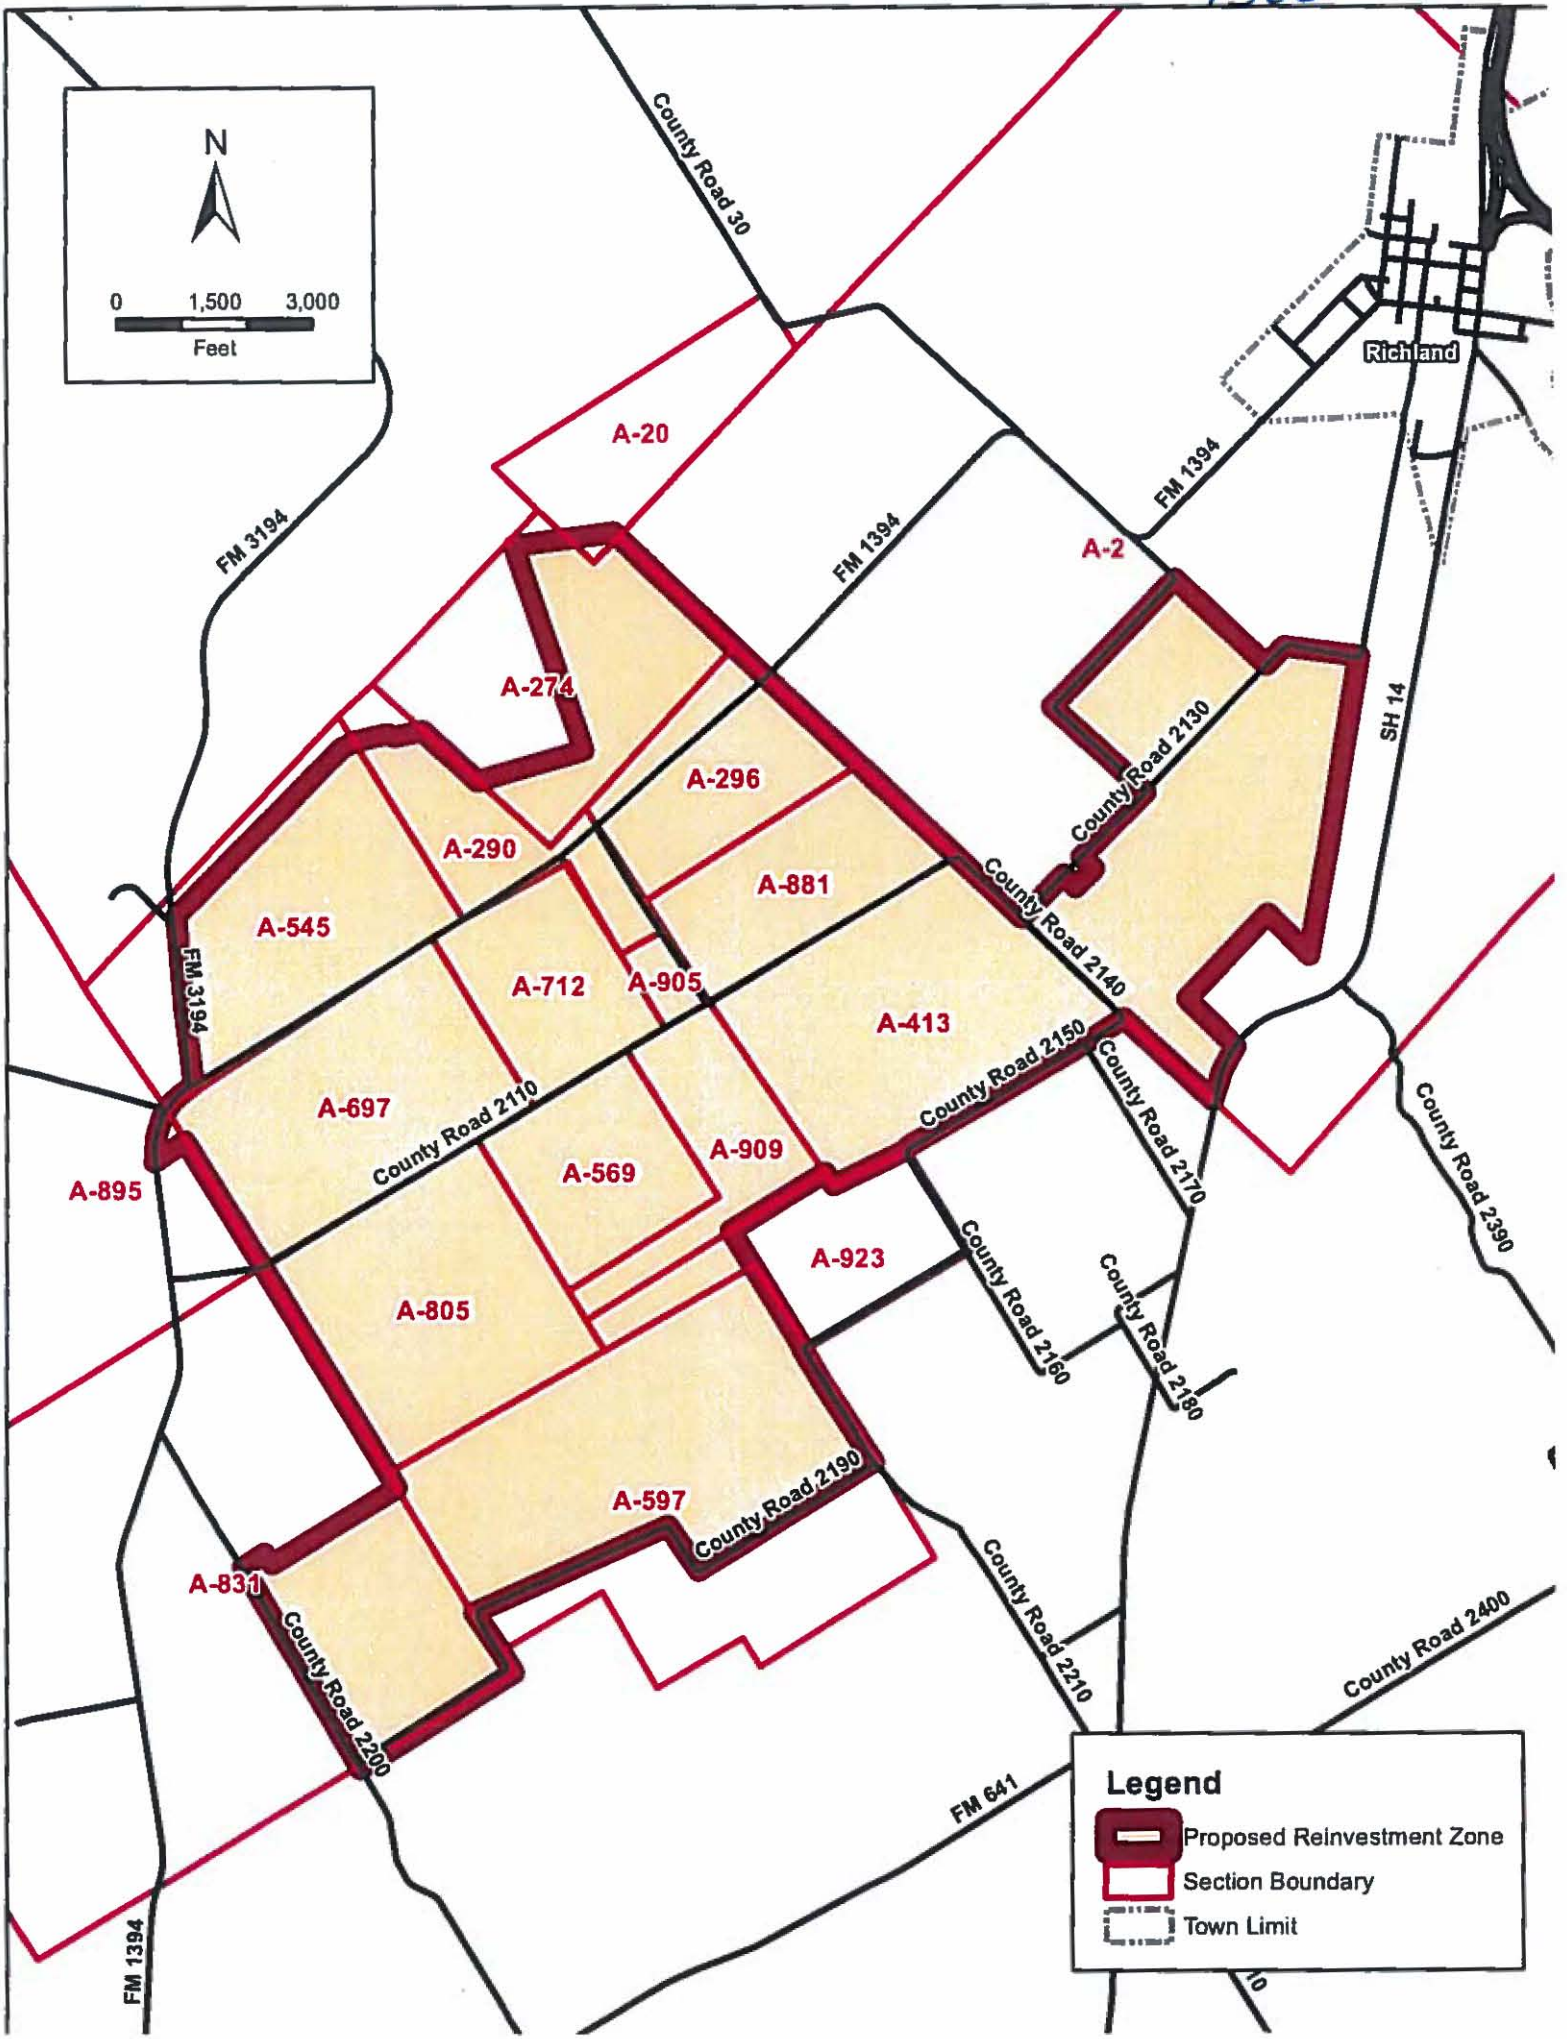 County Road 30
N
0 1,500 3,000
Feet
Richland
A-20
FM 1394
FM 3194
FM 1394
A-2
A-274
SH 14
County Road 2130
A-296
A-290
A-881
County Road 2140
A-545
FM 3194
A-712
A-905
A-413
County Road 2150
County Road 2170
A-697
County Road 2110
A-909
A-569
County Road 2390
A-895
A-923
County Road 2160
County Road 2180
A-805
A-597
County Road 2190
A-831
County Road 2200
County Road 2210
County Road 2400
FM 641
Legend
Proposed Reinvestment Zone
Section Boundary
Town Limit
FM 1394
10